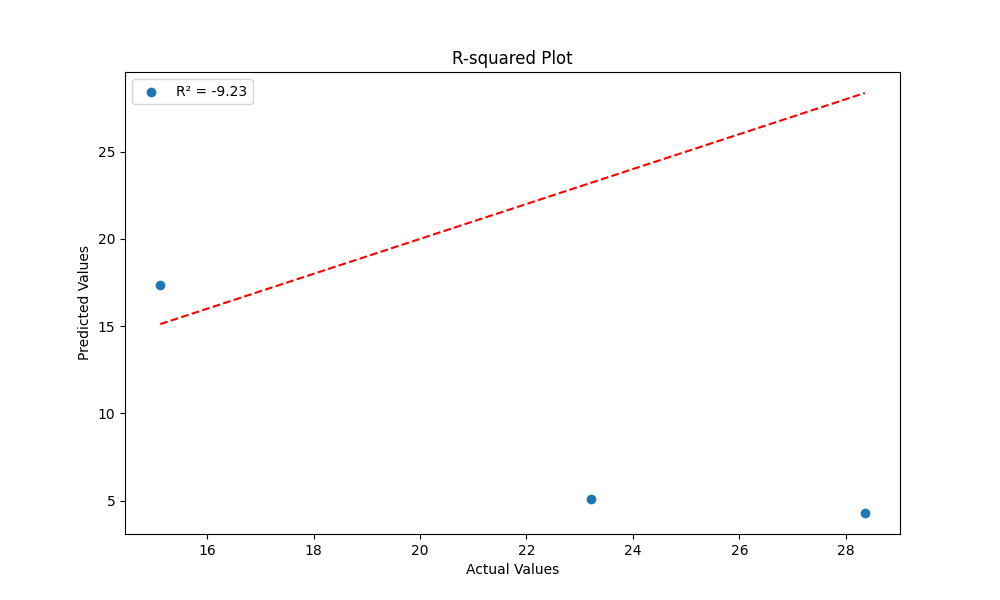 R-squared Plot
R² = -9.23
25
20
15
10
5
Predicted Values
16 18 20 22 24 26 28
Actual Values